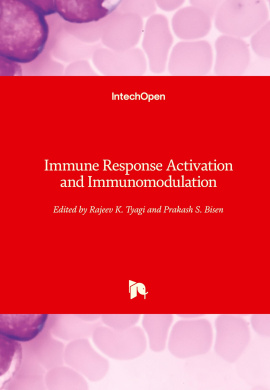 IntechOpen
Immune Response Activation
and Immunomodulation
Edited by Rajeev K. Tyagi and Prakash S. Bisen